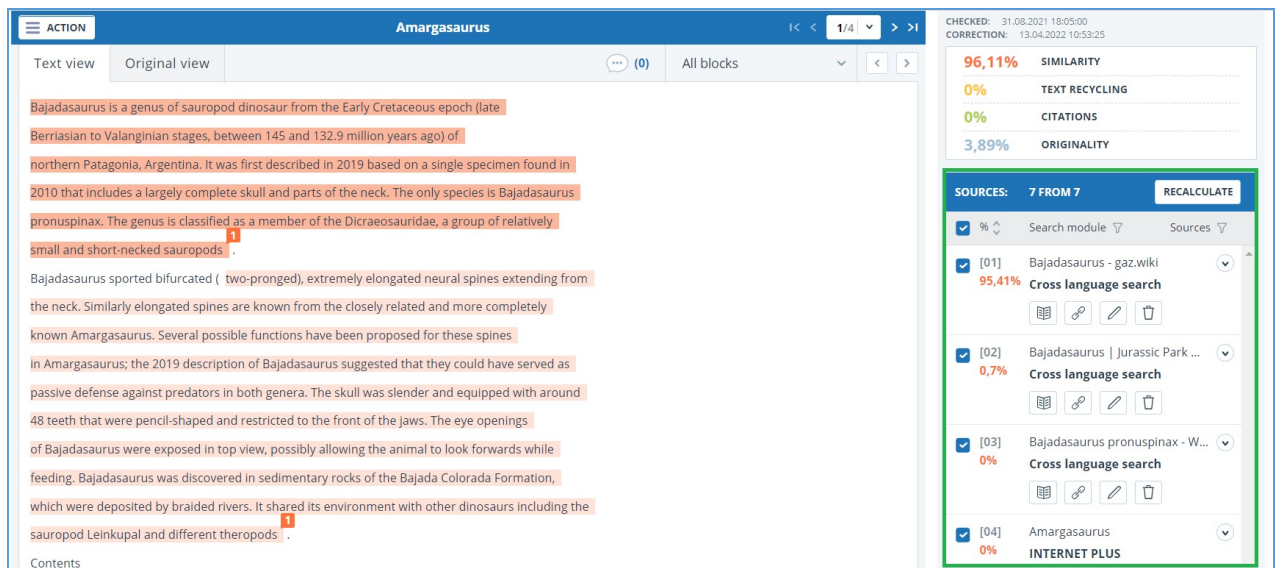 ACTION
Amargasaurus
1/4
Text view
Original view
(0)
All blocks
Bajadasaurus is a genus of sauropod dinosaur from the Early Cretaceous epoch (late
Berriasian to Valanginian stages, between 145 and 132.9 million years ago) of
northern Patagonia, Argentina. It was first described in 2019 based on a single specimen found in
2010 that includes a largely complete skull and parts of the neck. The only species is Bajadasaurus
pronuspinax. The genus is classified as a member of the Dicraeosauridae, a group of relatively
small and short-necked sauropods 1 .
Bajadasaurus sported bifurcated ( two-pronged), extremely elongated neural spines extending from
the neck. Similarly elongated spines are known from the closely related and more completely
known Amargasaurus. Several possible functions have been proposed for these spines
in Amargasaurus; the 2019 description of Bajadasaurus suggested that they could have served as
passive defense against predators in both genera. The skull was slender and equipped with around
48 teeth that were pencil-shaped and restricted to the front of the jaws. The eye openings
of Bajadasaurus were exposed in top view, possibly allowing the animal to look forwards while
feeding. Bajadasaurus was discovered in sedimentary rocks of the Bajada Colorada Formation,
which were deposited by braided rivers. It shared its environment with other dinosaurs including the
sauropod Leinkupal and different theropods 1 .
Contents
CHECKED: 31.08.2021 18:05:00
CORRECTION: 13.04.2022 10:53:25
96,11% SIMILARITY
0% TEXT RECYCLING
0% CITATIONS
3,89% ORIGINALITY
SOURCES: 7 FROM 7 RECALCULATE
% Search module Sources
[01] Bajadasaurus - gaz.wiki
95,41% Cross language search
[02] Bajadasaurus | Jurassic Park ...
0,7% Cross language search
[03] Bajadasaurus pronuspinax - W...
0% Cross language search
[04] Amargasaurus
0% INTERNET PLUS